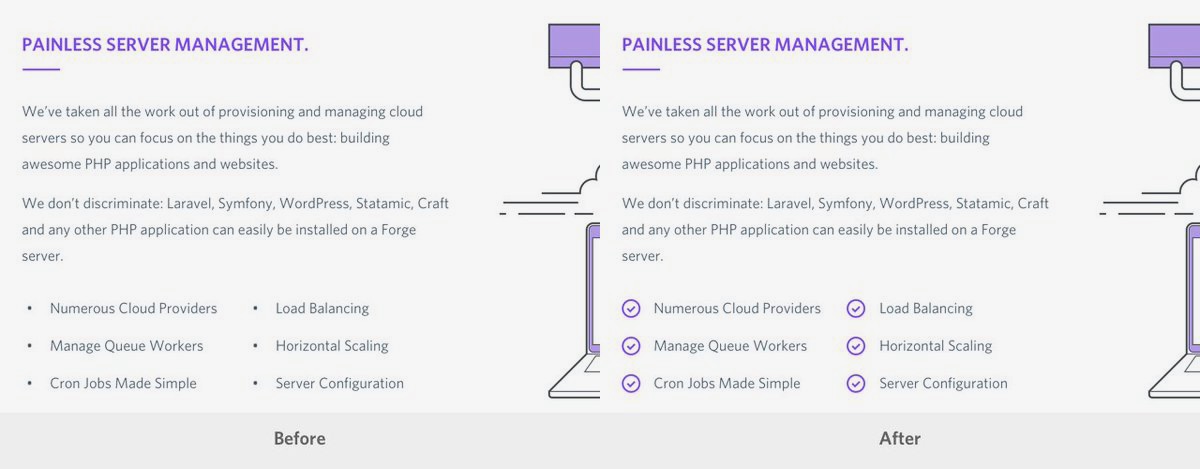 PAINLESS SERVER MANAGEMENT.
We’ve taken all the work out of provisioning and managing cloud
servers so you can focus on the things you do best: building
awesome PHP applications and websites.
We don’t discriminate: Laravel, Symfony, WordPress, Statamic, Craft
and any other PHP application can easily be installed on a Forge
server.
• Numerous Cloud Providers • Load Balancing
• Manage Queue Workers • Horizontal Scaling
• Cron Jobs Made Simple • Server Configuration
Before
PAINLESS SERVER MANAGEMENT.
We’ve taken all the work out of provisioning and managing cloud
servers so you can focus on the things you do best: building
awesome PHP applications and websites.
We don’t discriminate: Laravel, Symfony, WordPress, Statamic, Craft
and any other PHP application can easily be installed on a Forge
server.
Numerous Cloud Providers Load Balancing
Manage Queue Workers Horizontal Scaling
Cron Jobs Made Simple Server Configuration
After